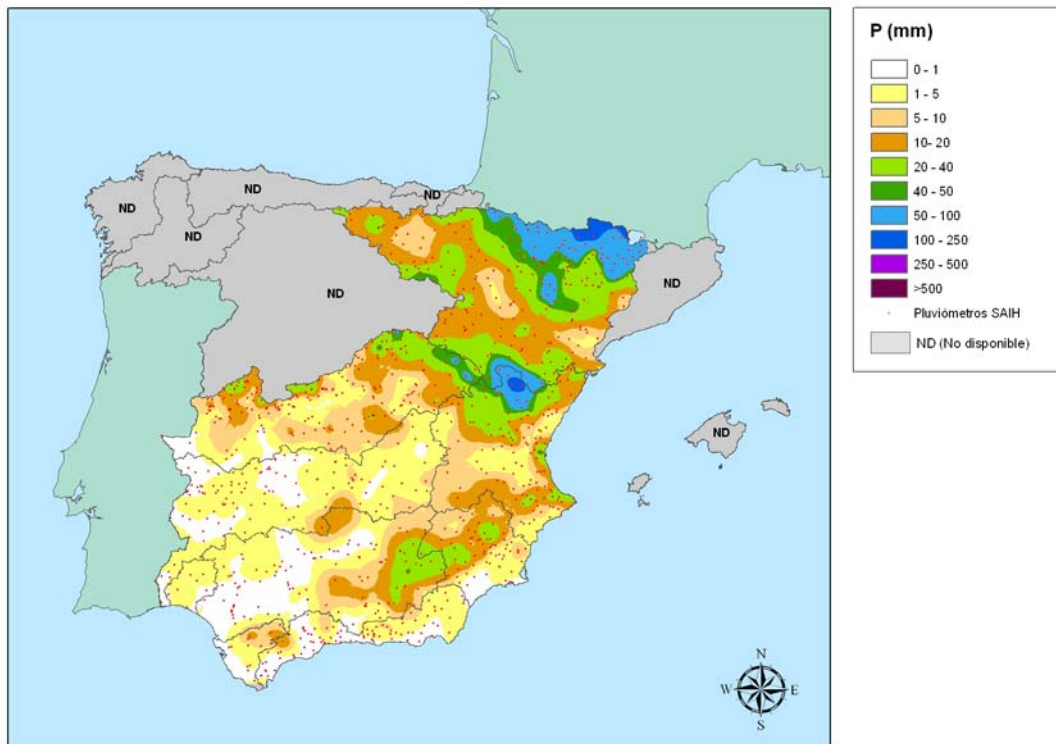 ND
ND
ND
ND
ND
ND
ND
N
W
E
S
P (mm)
0 - 1
1 - 5
5 - 10
10- 20
20 - 40
40 - 50
50 - 100
100 - 250
250 - 500
>500
Pluviómetros SAIH
ND (No disponible)